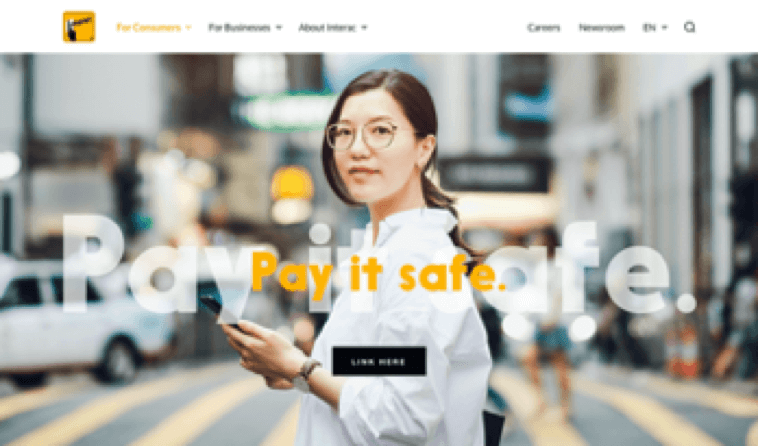 For Consumers For Businesses About Interac Careers Newsroom EN
Pay it safe.
Pay it safe.
LINK HERE